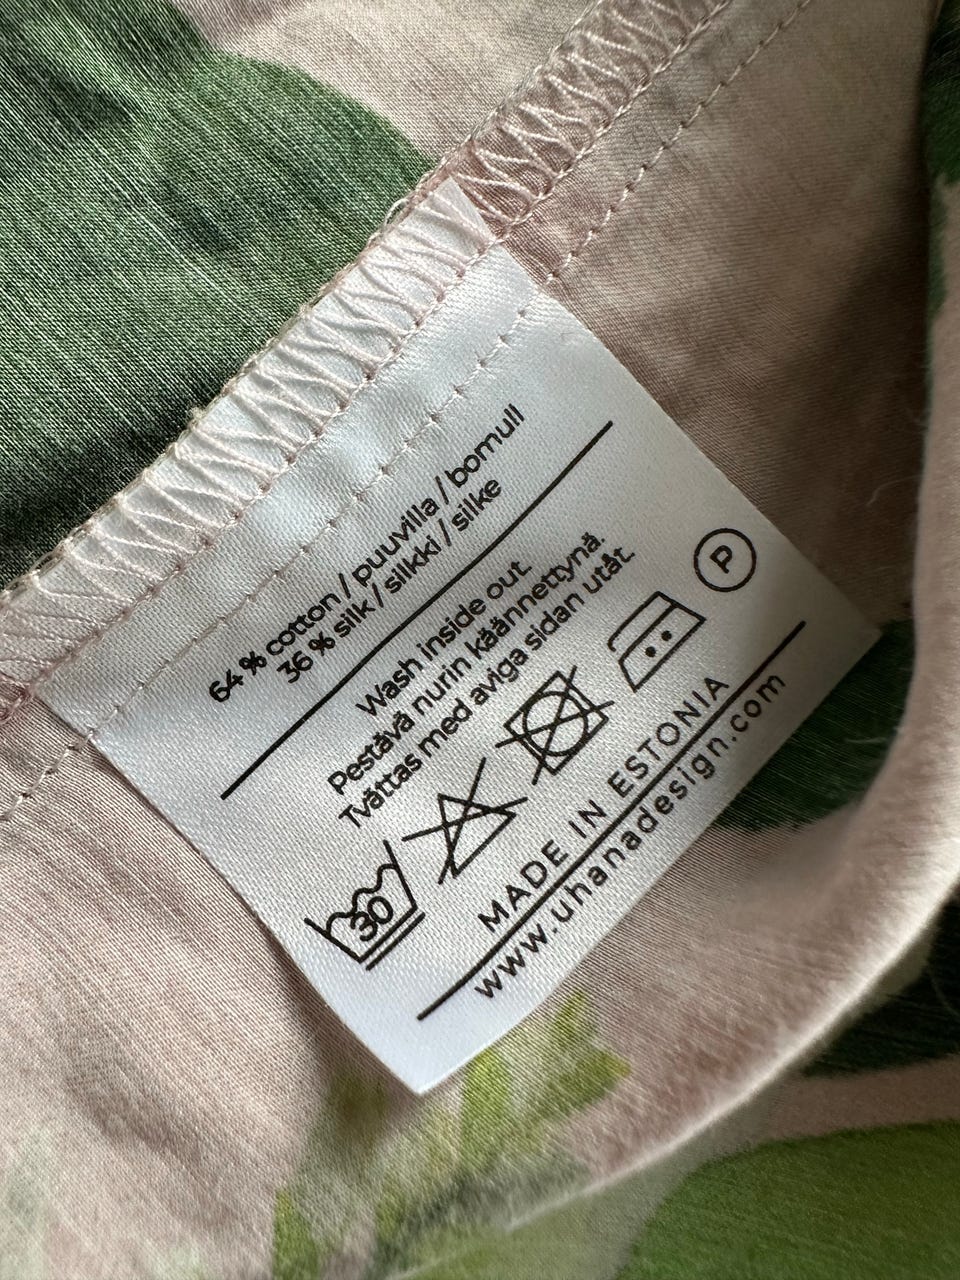 64 % cotton / puuvilla / bomull
36 % silk / silkki / silke
Wash inside out
Pestävä nurin käännettynä.
Tvättas med aviga sidan utåt.
30
P
MADE IN ESTONIA
www.uhanadesign.com